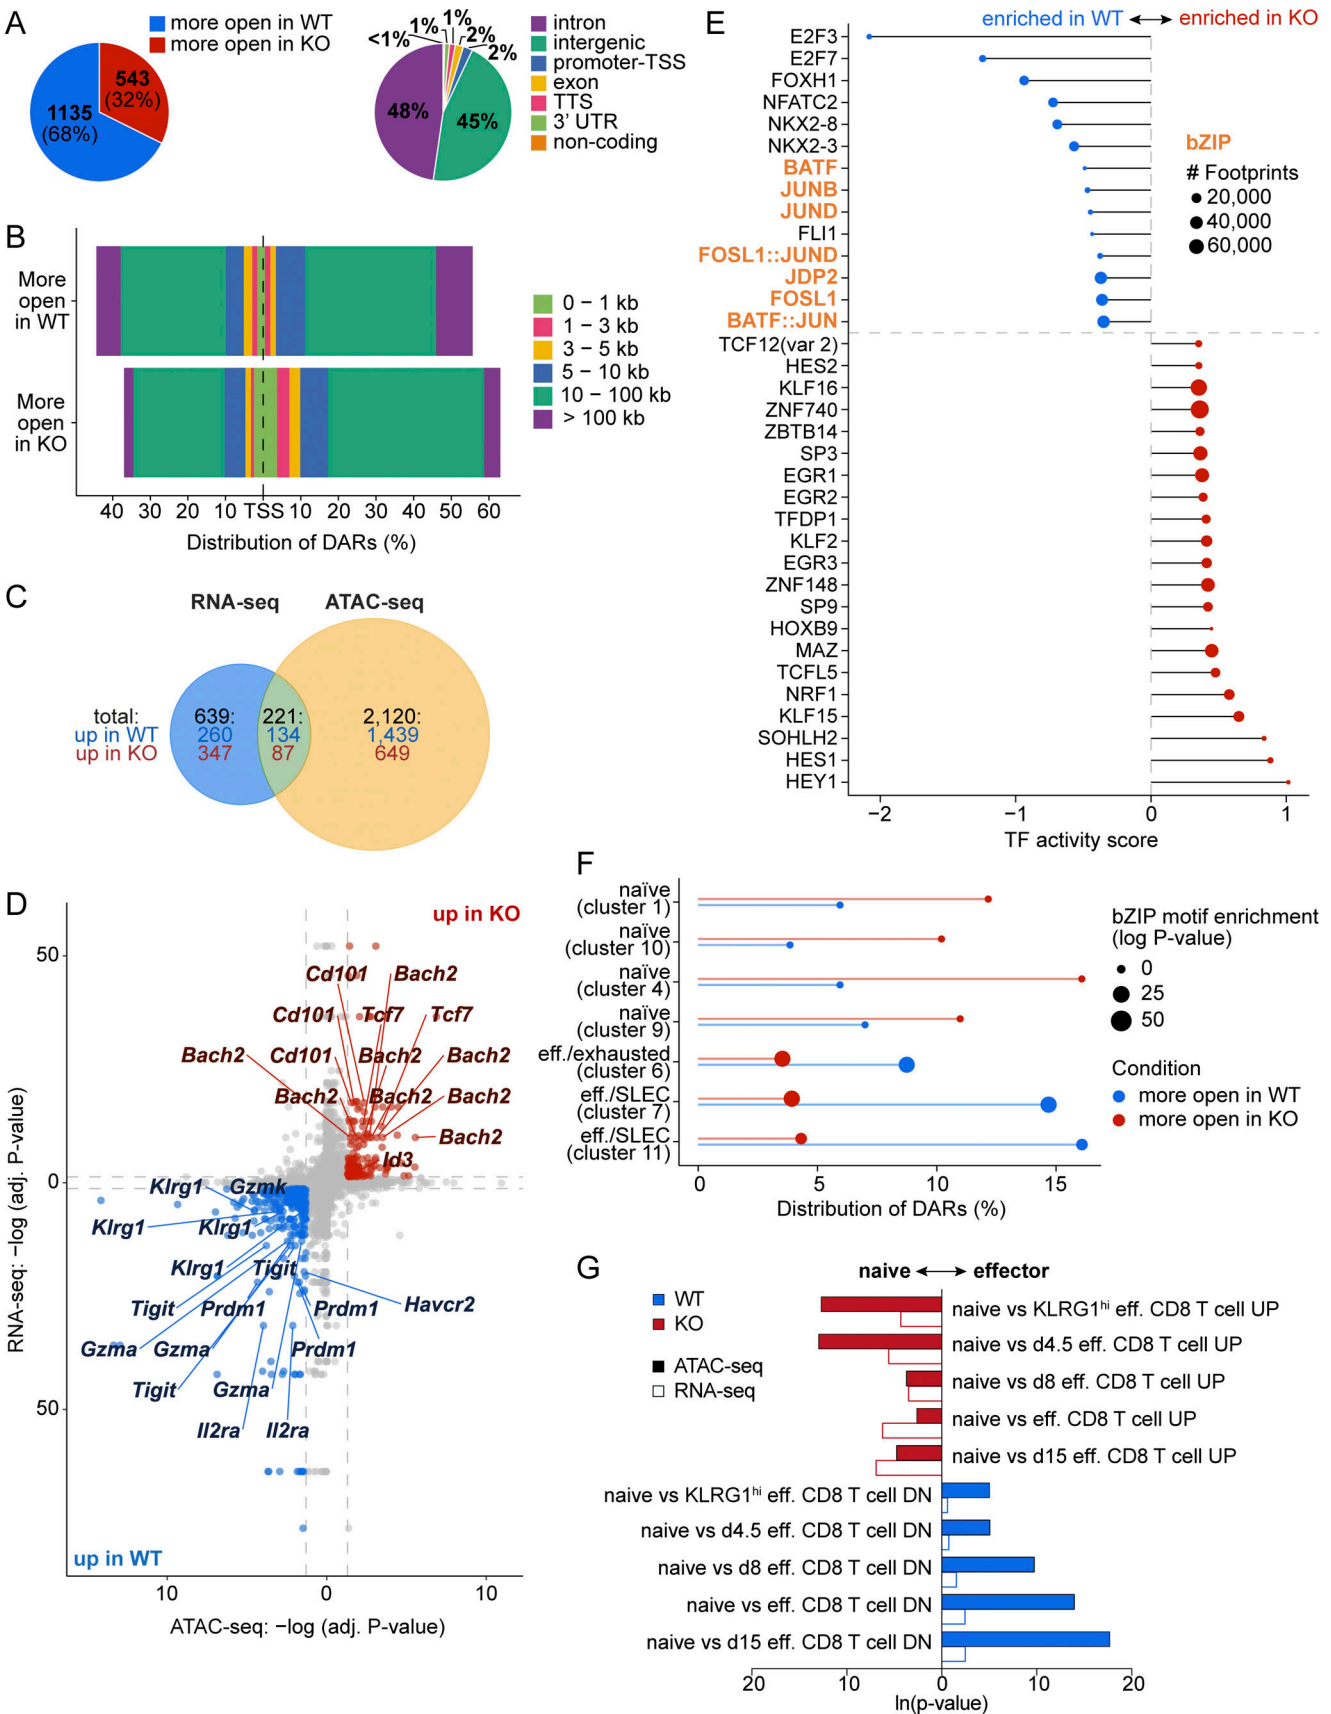 A
more open in WT
more open in KO
543
(32%)
1135
(68%)
<1%
1%
1%
2%
2%
48%
45%
intron
intergenic
promoter-TSS
exon
TTS
3' UTR
non-coding
B
More
open
in WT
More
open
in KO
0 – 1 kb
1 – 3 kb
3 – 5 kb
5 – 10 kb
10 – 100 kb
> 100 kb
40 30 20 10 TSS 10 20 30 40 50 60
Distribution of DARs (%)
C
RNA-seq ATAC-seq
total: 639: 221: 2,120:
up in WT 260 134 1,439
up in KO 347 87 649
D
up in KO
50
0
50
RNA-seq: −log (adj. P-value)
Cd101 Bach2
Cd101 Tcf7 Tcf7
Bach2 Cd101 Bach2 Bach2
Bach2 Bach2 Bach2
Bach2
Id3
Klrg1 Gzmk
Klrg1 Klrg1
Klrg1 Tigit
Tigit Prdm1 Prdm1 Havcr2
Gzma Gzma Prdm1
Tigit Gzma
Il2ra Il2ra
up in WT
10 0 10
ATAC-seq: −log (adj. P-value)
E
enriched in WT enriched in KO
E2F3
E2F7
FOXH1
NFATC2
NKX2-8
NKX2-3
BATF
JUNB
JUND
FLI1
FOSL1::JUND
JDP2
FOSL1
BATF::JUN
TCF12(var 2)
HES2
KLF16
ZNF740
ZBTB14
SP3
EGR1
EGR2
TFDP1
KLF2
EGR3
ZNF148
SP9
HOXB9
MAZ
TCFL5
NRF1
KLF15
SOHLH2
HES1
HEY1
bZIP
# Footprints
20,000
40,000
60,000
−2 −1 0 1
TF activity score
F
naïve
(cluster 1)
naïve
(cluster 10)
naïve
(cluster 4)
naïve
(cluster 9)
eff./exhausted
(cluster 6)
eff./SLEC
(cluster 7)
eff./SLEC
(cluster 11)
0 5 10 15
Distribution of DARs (%)
bZIP motif enrichment
(log P-value)
0
25
50
Condition
more open in WT
more open in KO
G
naive effector
WT
KO
ATAC-seq
RNA-seq
naive vs KLRG1hi eff. CD8 T cell UP
naive vs d4.5 eff. CD8 T cell UP
naive vs d8 eff. CD8 T cell UP
naive vs eff. CD8 T cell UP
naive vs d15 eff. CD8 T cell UP
naive vs KLRG1hi eff. CD8 T cell DN
naive vs d4.5 eff. CD8 T cell DN
naive vs d8 eff. CD8 T cell DN
naive vs eff. CD8 T cell DN
naive vs d15 eff. CD8 T cell DN
20 10 0 10 20
ln(p-value)